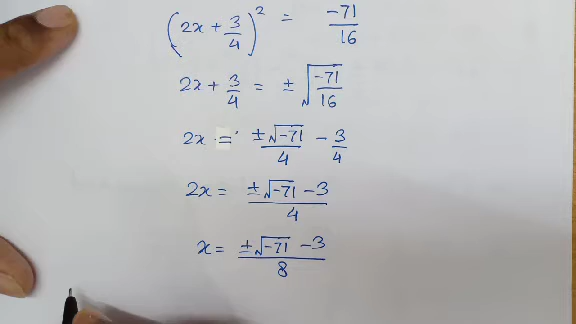 (2x + 3/4)² = -71/16
2x + 3/4 = ± √(-71/16)
2x = ±√-71/4 - 3/4
2x = ±√-71 - 3/4
x = ±√-71 - 3/8